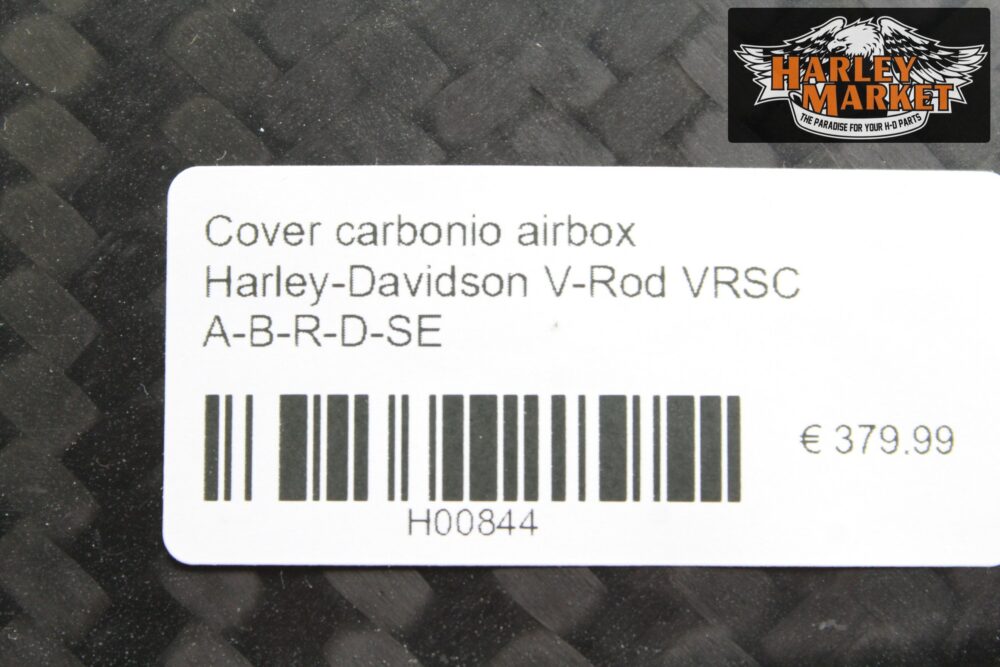 HARLEY
MARKET
THE PARADISE FOR YOUR H-D PARTS
Cover carbonio airbox
Harley-Davidson V-Rod VRSC
A-B-R-D-SE
€ 379.99
H00844